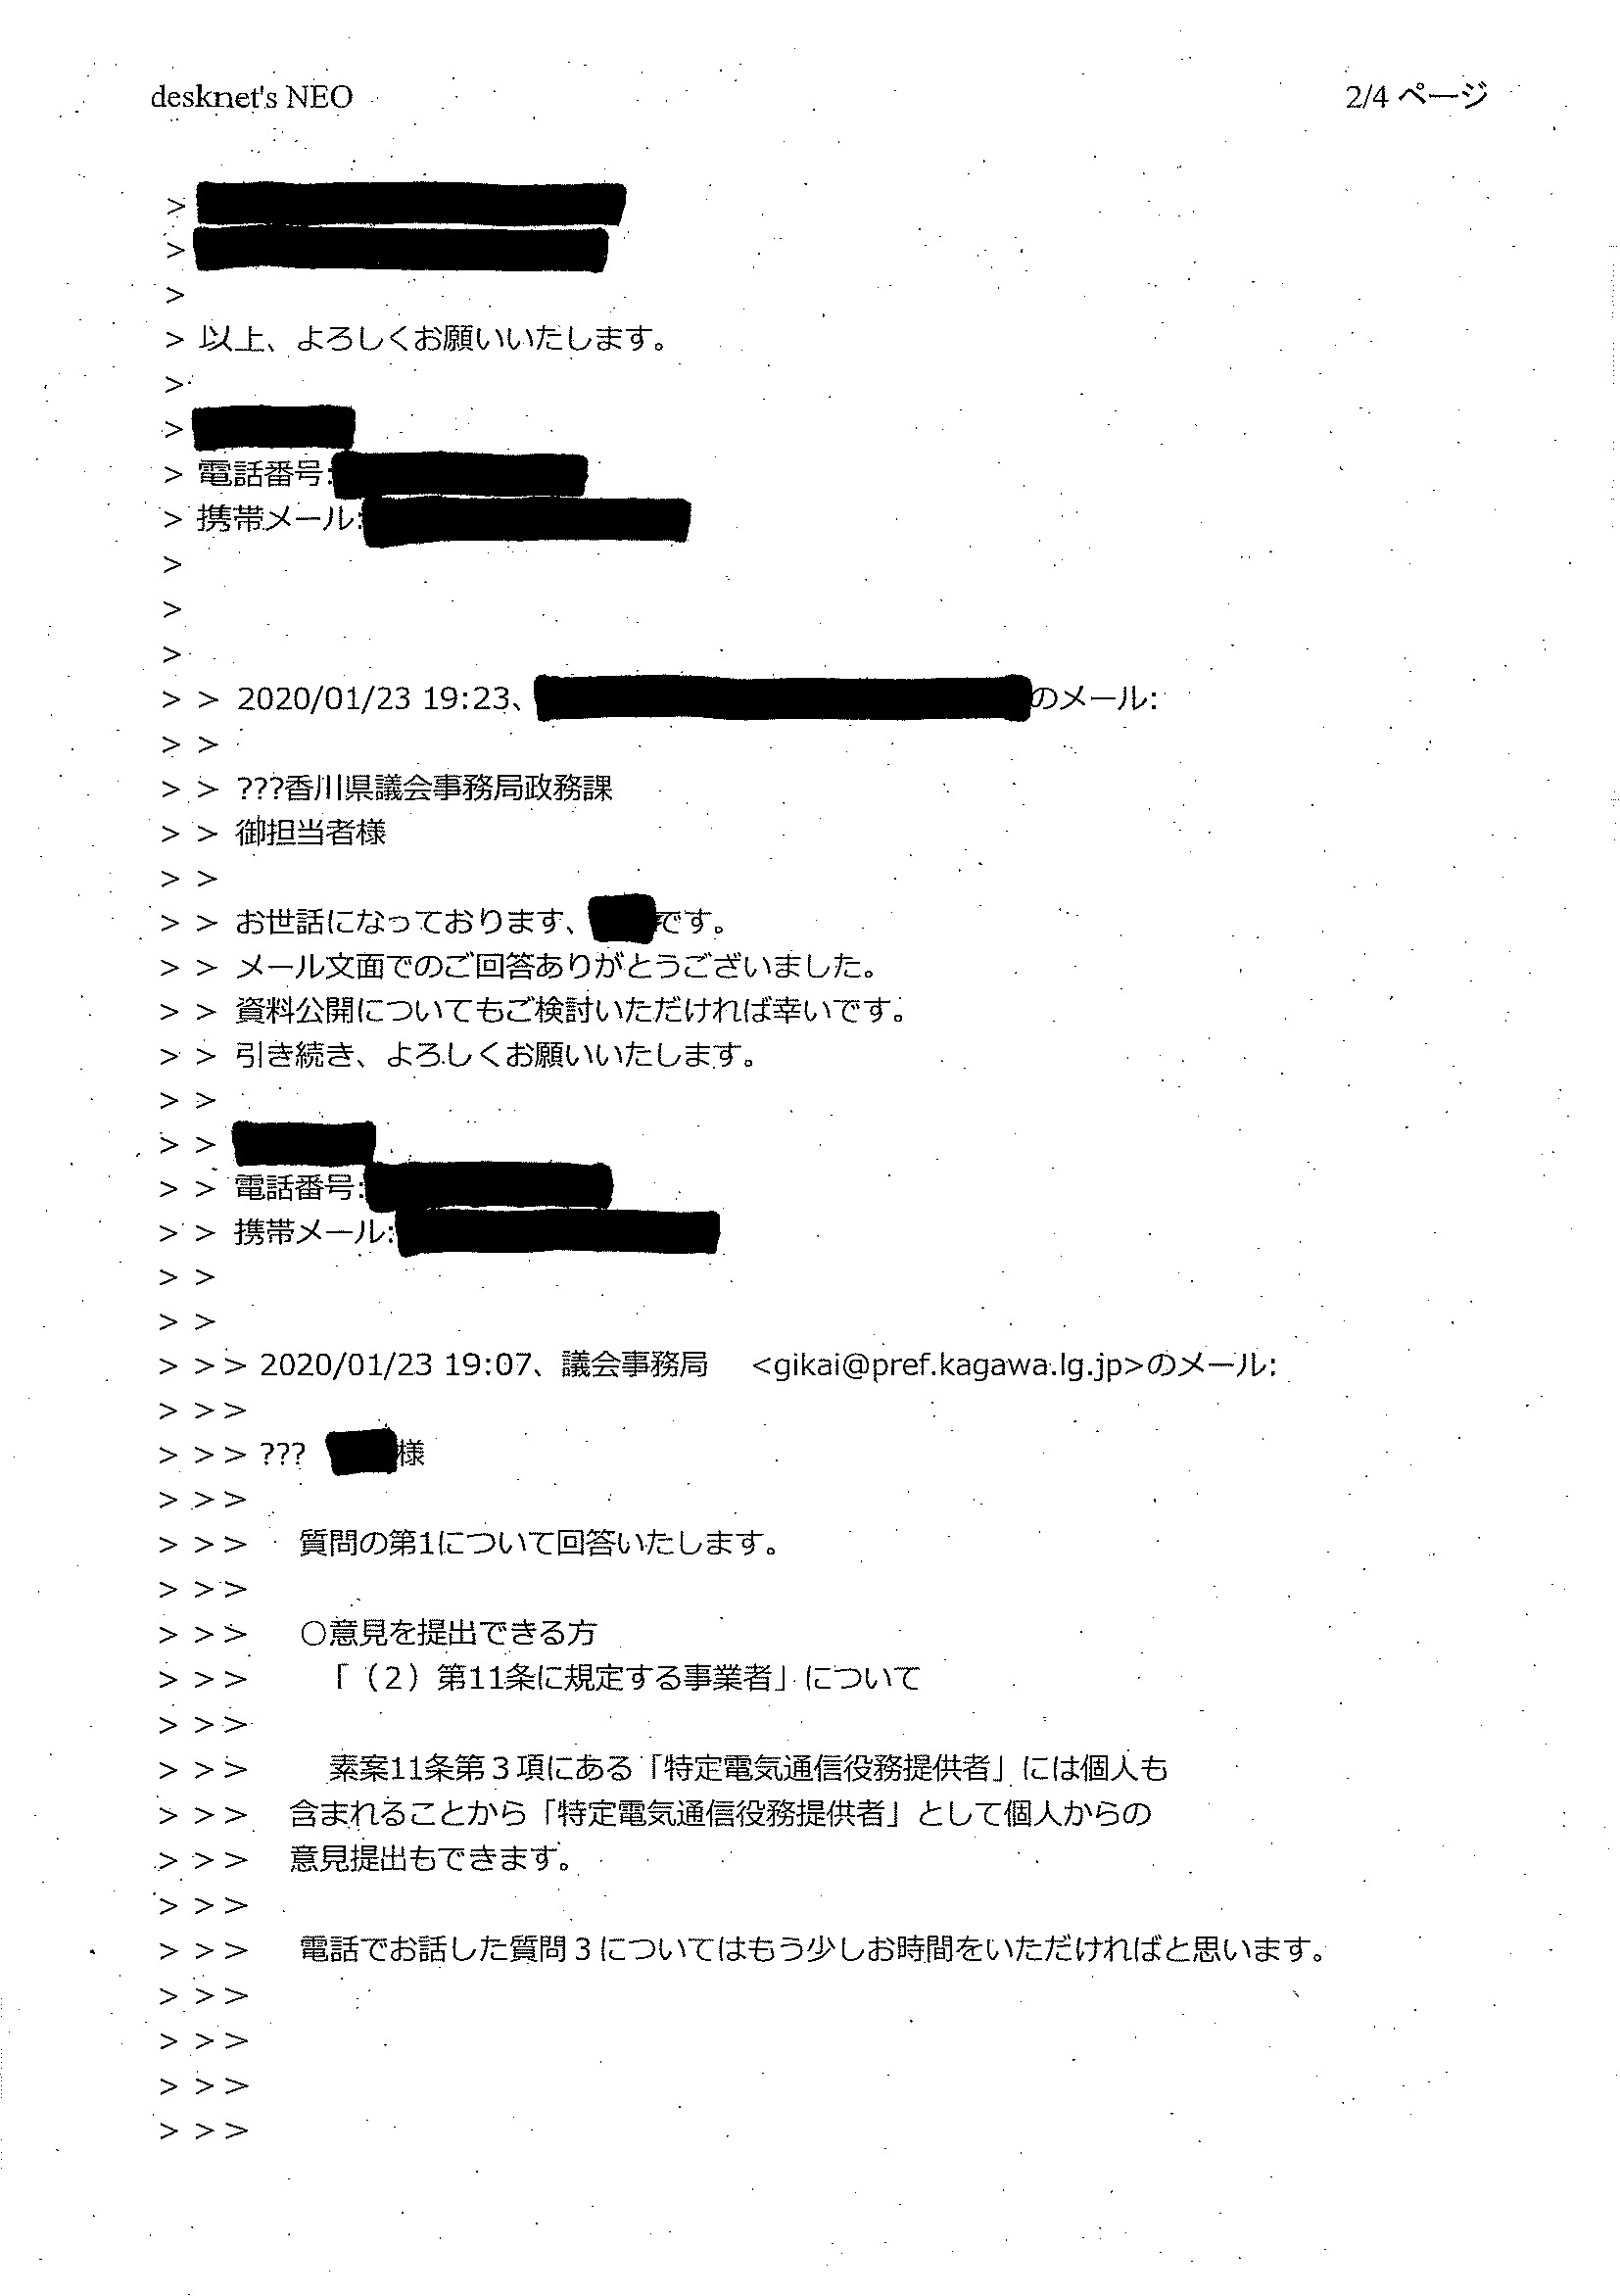 desknet's NEO
2/4 ページ
>
>
>
> 以上、よろしくお願いいたします。
>
>
> 電話番号:
> 携帯メール:
>
>
>
> > 2020/01/23 19:23、のメール:
> >
> > ???香川県議会事務局政務課
> > 御担当者様
> >
> > お世話になっております、です。
> > メール文面でのご回答ありがとうございました。
> > 資料公開についてもご検討いただければ幸いです。
> > 引き続き、よろしくお願いいたします。
> >
> >
> > 電話番号:
> > 携帯メール:
> >
> >
> > > 2020/01/23 19:07、議会事務局 <gikai@pref.kagawa.lg.jp>のメール:
> > >
> > > ??? 様
> > >
> > > 質問の第1について回答いたします。
> > >
> > > ○意見を提出できる方
> > > 「(2)第11条に規定する事業者」について
> > >
> > > 素案11条第３項にある「特定電気通信役務提供者」には個人も
> > > 含まれることから「特定電気通信役務提供者」として個人からの
> > > 意見提出もできます。
> > >
> > > 電話でお話した質問３についてはもう少しお時間をいただければと思います。
> > >
> > >
> > >
> > >